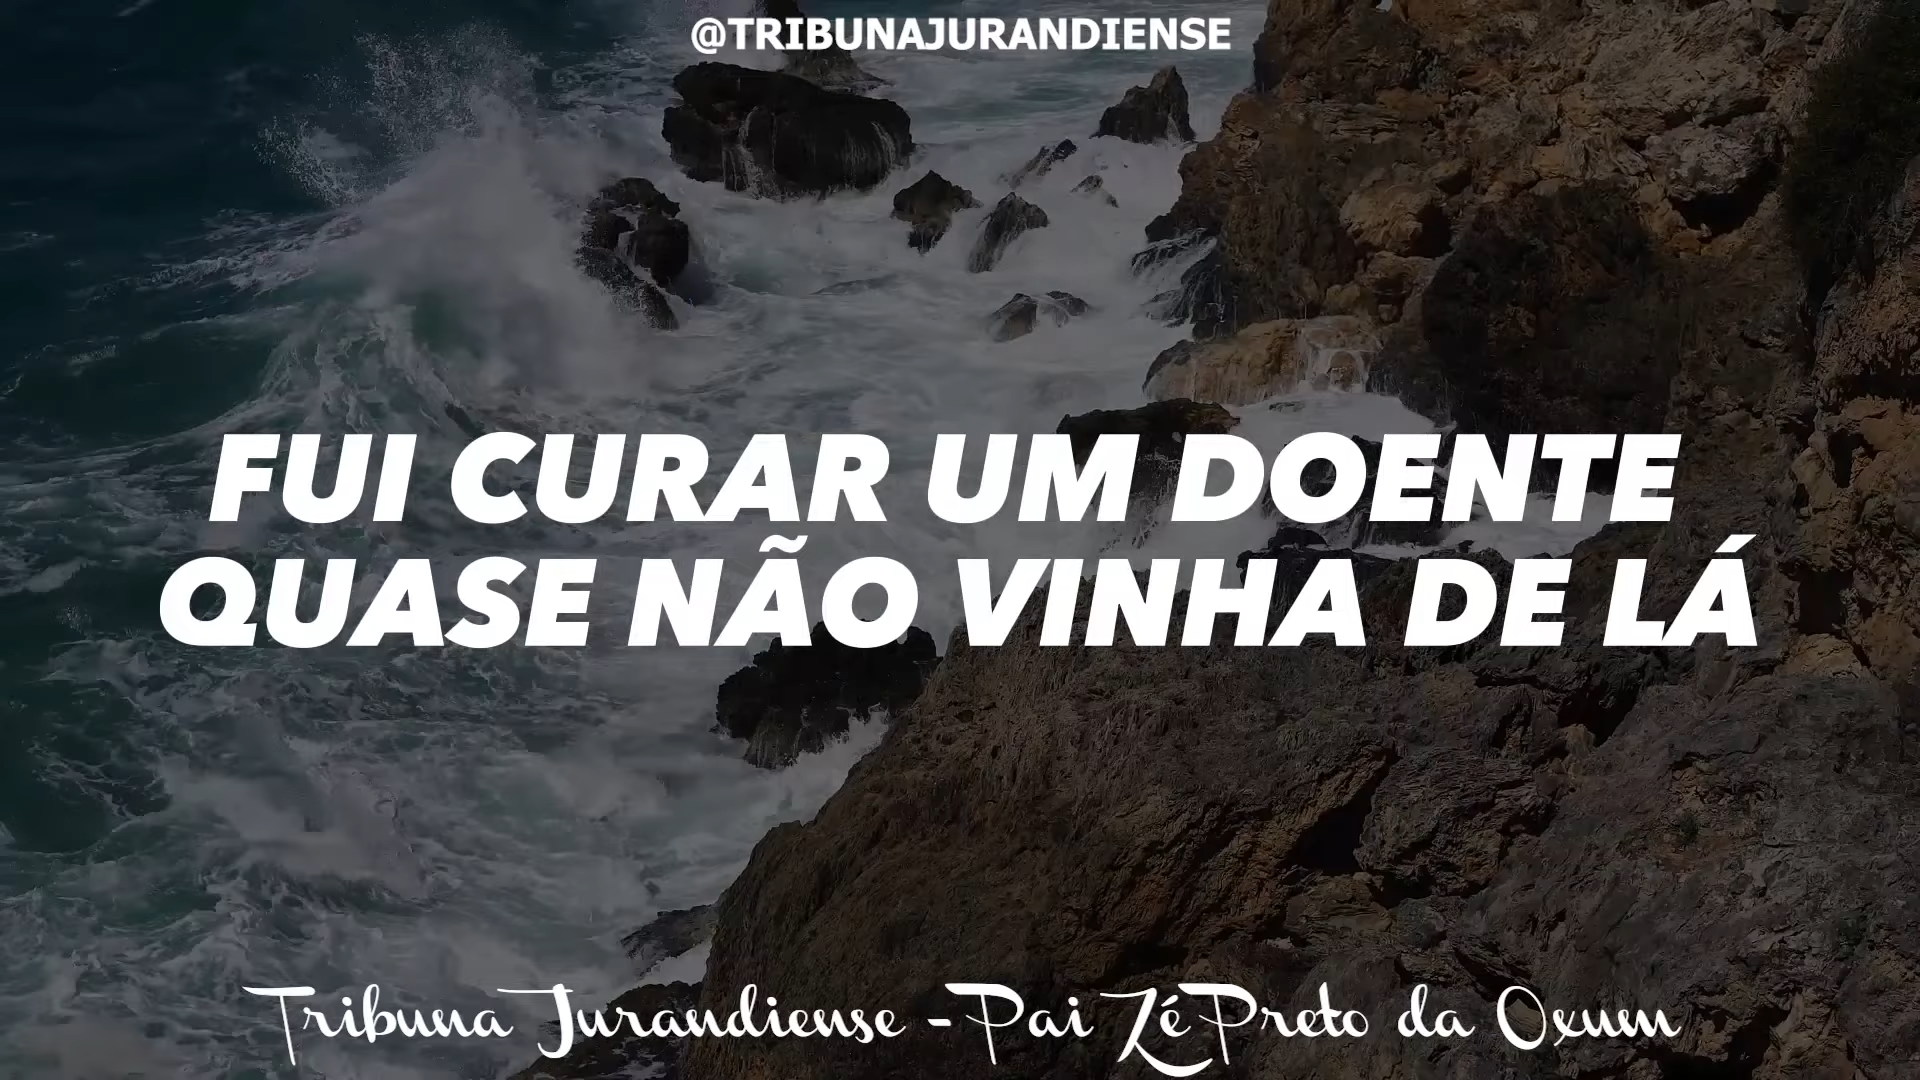 @TRIBUNAJURANDIENSE
FUI CURAR UM DOENTE
QUASE NÃO VINHA DE LÁ
Tribuna Jurandiense - Pai Zé Preto da Oxum